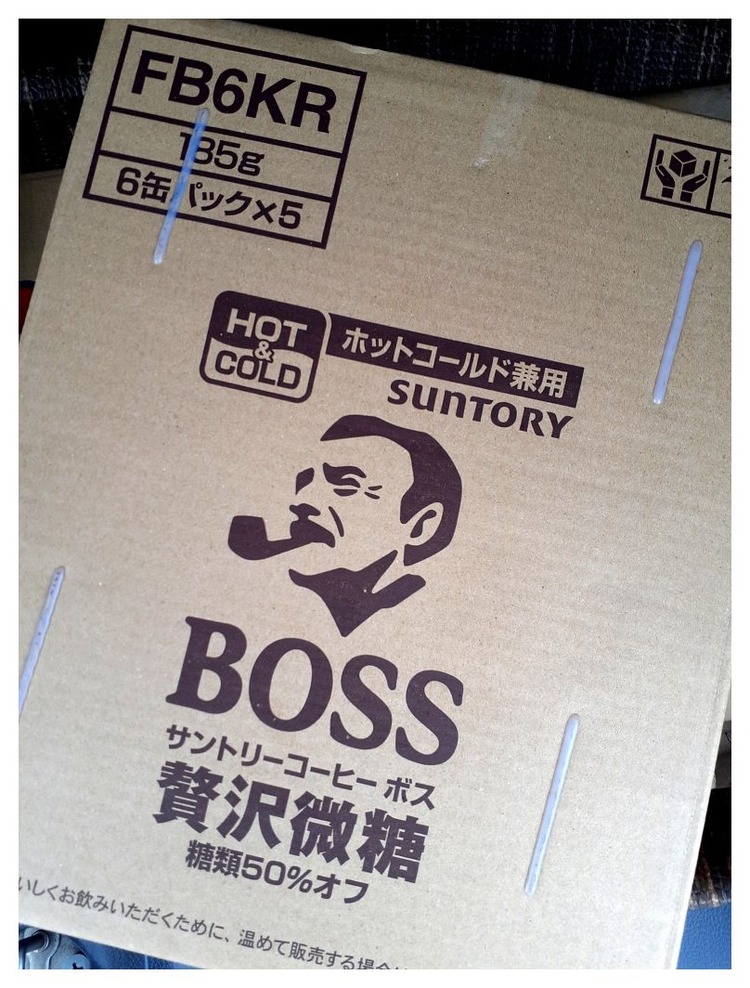 FB6KR
185g
6缶パック×5
HOT
&
COLD
ホットコールド兼用
SUNTORY
BOSS
サントリーコーヒー ボス
贅沢微糖
糖類50%オフ
いしくお飲みいただくために、温めて販売する場合